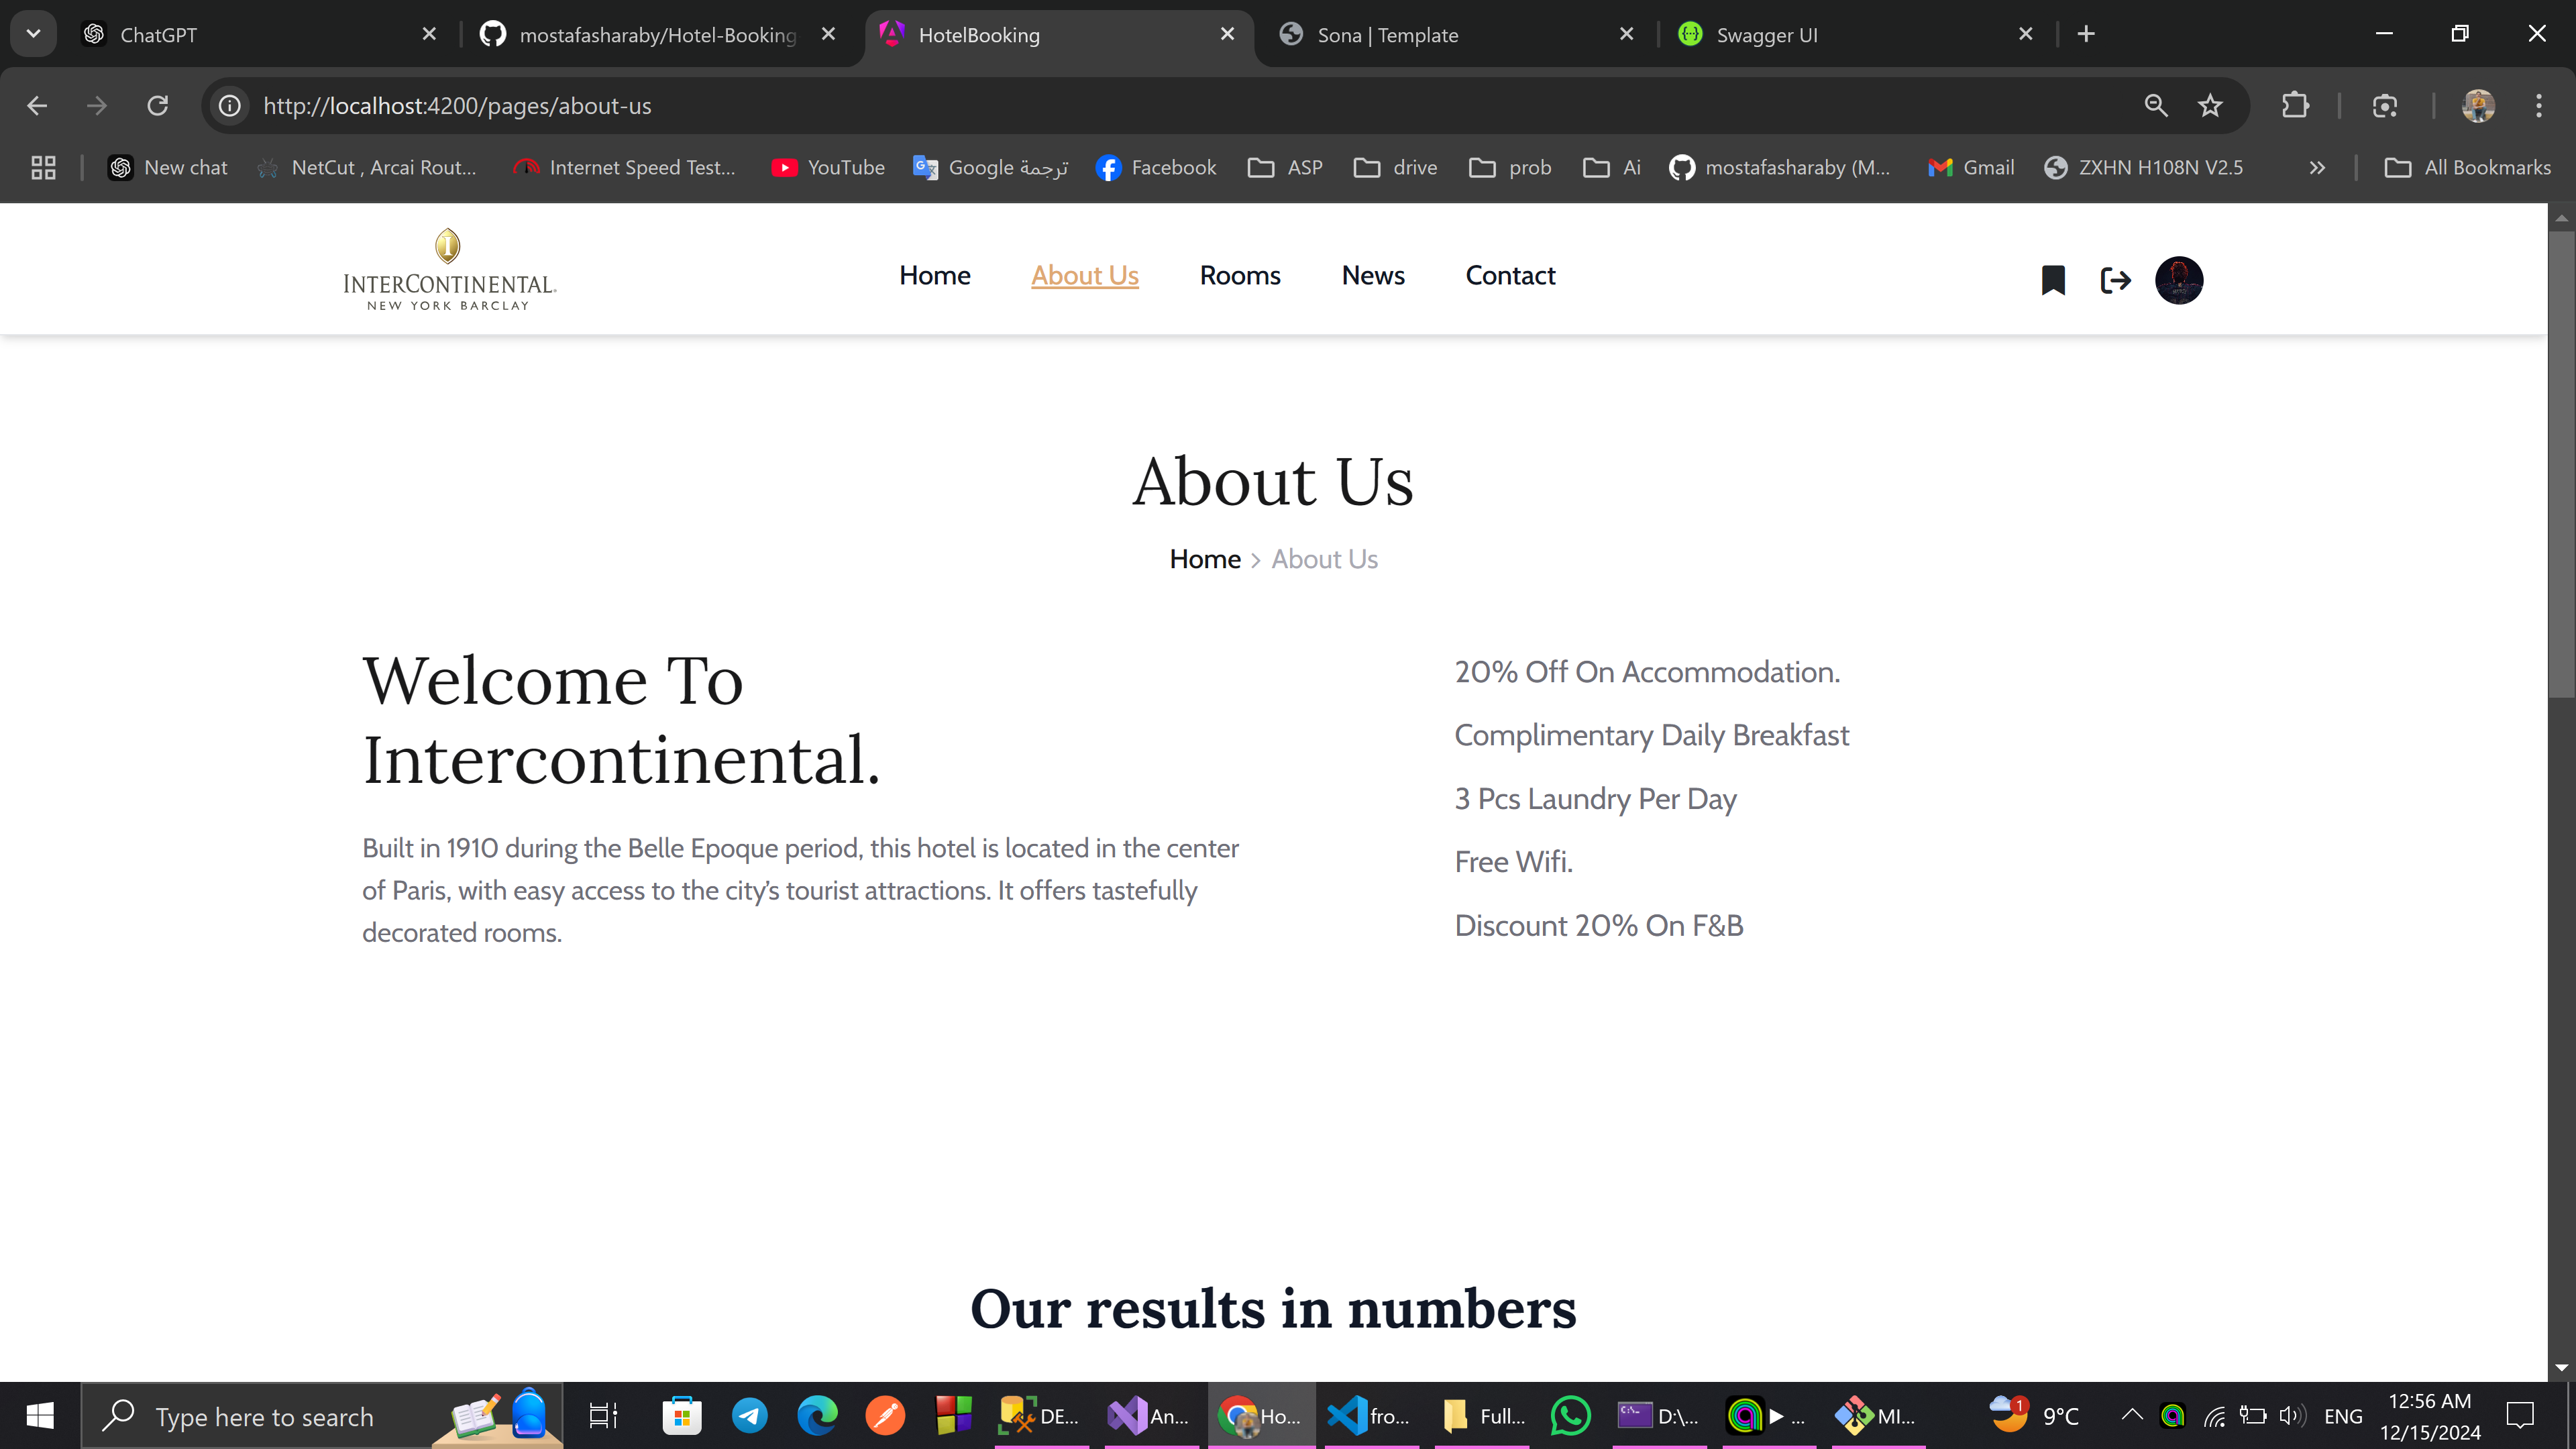 ChatGPT
mostafasharaby/Hotel-Booking
HotelBooking
Sona | Template
Swagger UI
http://localhost:4200/pages/about-us
New chat
NetCut , Arcai Rout...
Internet Speed Test...
YouTube
Google ترجمة
Facebook
ASP
drive
prob
Ai
mostafasharaby (M...
Gmail
ZXHN H108N V2.5
All Bookmarks
INTERCONTINENTAL.
NEW YORK BARCLAY
Home
About Us
Rooms
News
Contact
About Us
Home > About Us
Welcome To
Intercontinental.
Built in 1910 during the Belle Epoque period, this hotel is located in the center
of Paris, with easy access to the city’s tourist attractions. It offers tastefully
decorated rooms.
20% Off On Accommodation.
Complimentary Daily Breakfast
3 Pcs Laundry Per Day
Free Wifi.
Discount 20% On F&B
Our results in numbers
Type here to search
DE...
An...
Ho...
fro...
Full...
D:\...
...
MI...
1
9°C
ENG
12:56 AM
12/15/2024